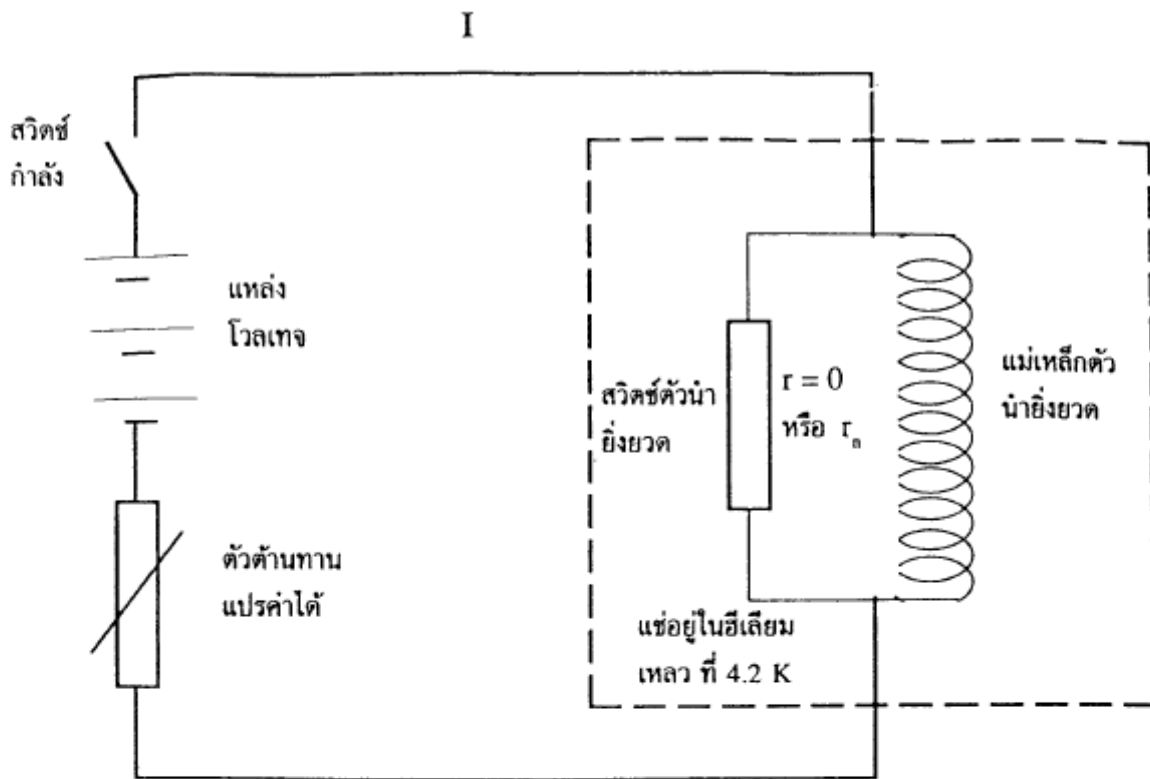 I
สวิตช์
กำลัง
แหล่ง
โวลเทจ
ตัวต้านทาน
แปรค่าได้
สวิตช์ตัวนำ
ยิ่งยวด
r = 0
หรือ rₙ
แม่เหล็กตัว
นำยิ่งยวด
แช่อยู่ในฮีเลียม
เหลว ที่ 4.2 K